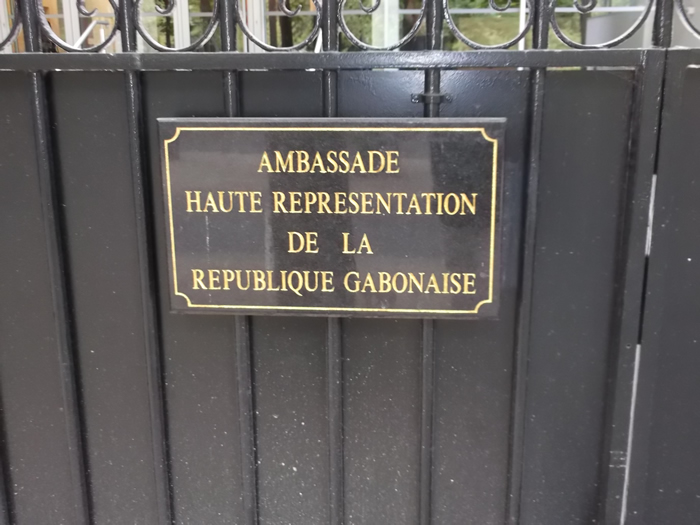 AMBASSADE
HAUTE REPRESENTATION
DE LA
REPUBLIQUE GABONAISE